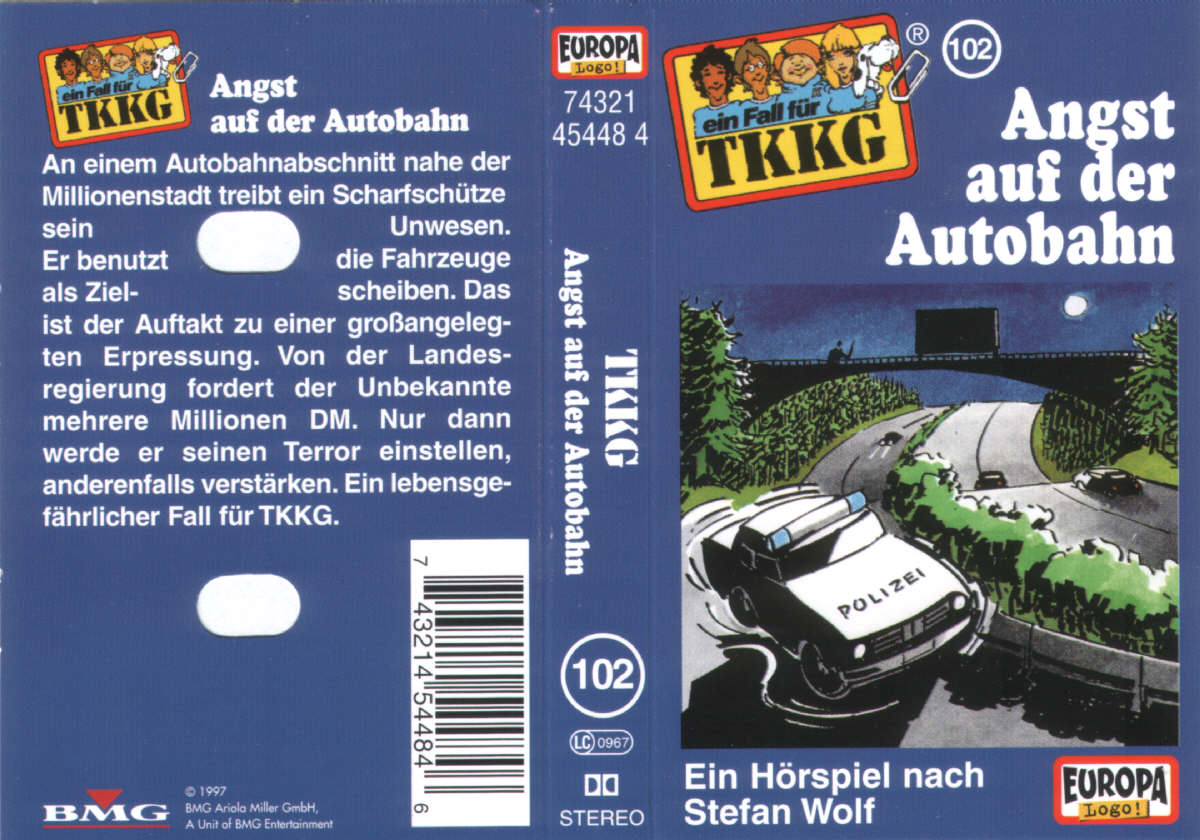 ein Fall für
TKKG
Angst
auf der Autobahn
An einem Autobahnabschnitt nahe der
Millionenstadt treibt ein Scharfschütze
sein Unwesen.
Er benutzt die Fahrzeuge
als Ziel- scheiben. Das
ist der Auftakt zu einer großangeleg-
ten Erpressung. Von der Landes-
regierung fordert der Unbekannte
mehrere Millionen DM. Nur dann
werde er seinen Terror einstellen,
anderenfalls verstärken. Ein lebensge-
fährlicher Fall für TKKG.
7 43214 54484 6
BMG
© 1997
BMG Ariola Miller GmbH,
A Unit of BMG Entertainment
EUROPA
Logo!
74321
45448 4
TKKG
Angst auf der Autobahn
102
LC 0967
STEREO
ein Fall für
TKKG
®
102
Angst
auf der
Autobahn
POLIZEI
Ein Hörspiel nach
Stefan Wolf
EUROPA
Logo!